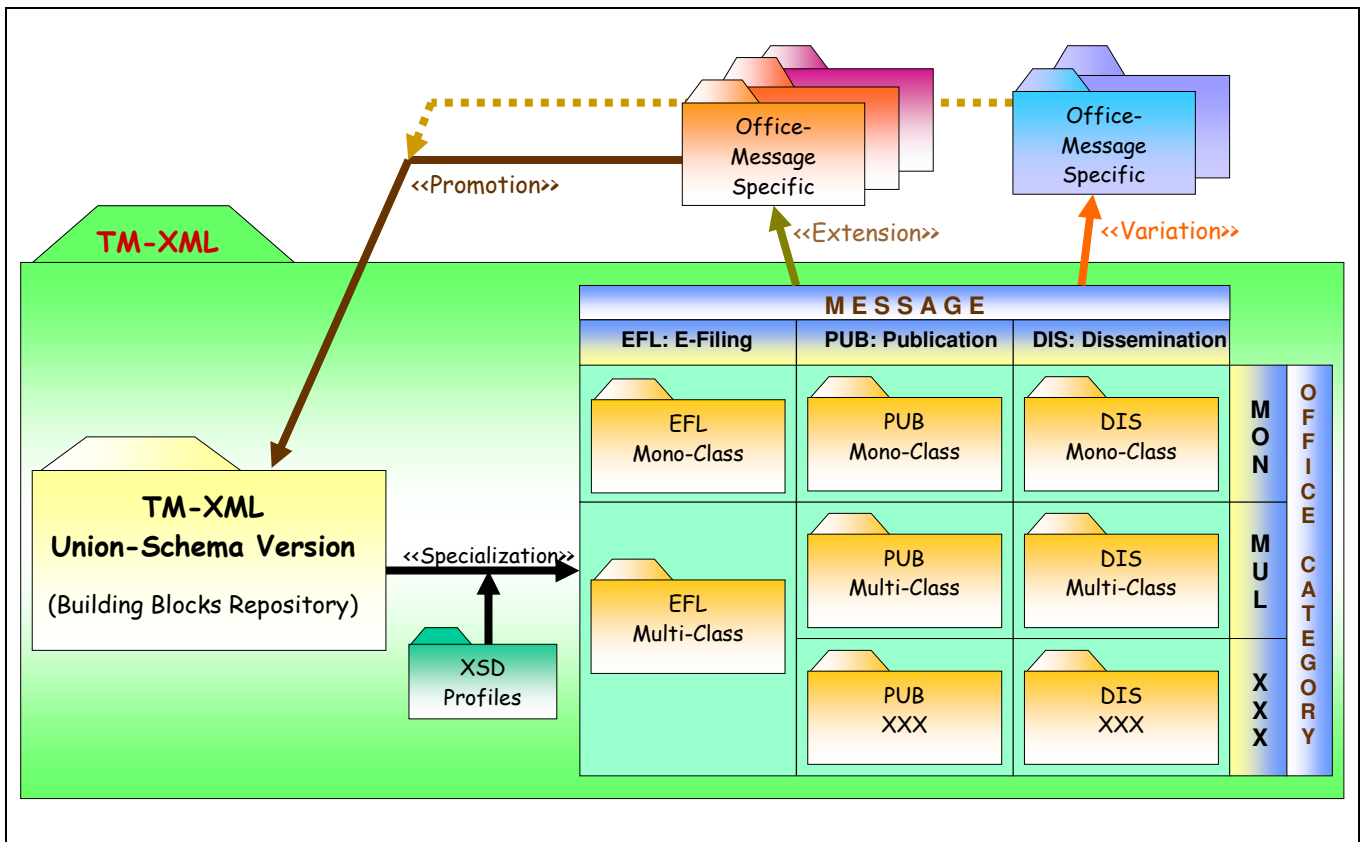 Office-
Message
Specific
Office-
Message
Specific
<<Promotion>>
<<Extension>>
<<Variation>>
TM-XML
MESSAGE
EFL: E-Filing
PUB: Publication
DIS: Dissemination
EFL
Mono-Class
PUB
Mono-Class
DIS
Mono-Class
MON
OFFICE CATEGORY
TM-XML
Union-Schema Version
(Building Blocks Repository)
<<Specialization>>
XSD
Profiles
EFL
Multi-Class
PUB
Multi-Class
DIS
Multi-Class
MUL
PUB
XXX
DIS
XXX
XXX